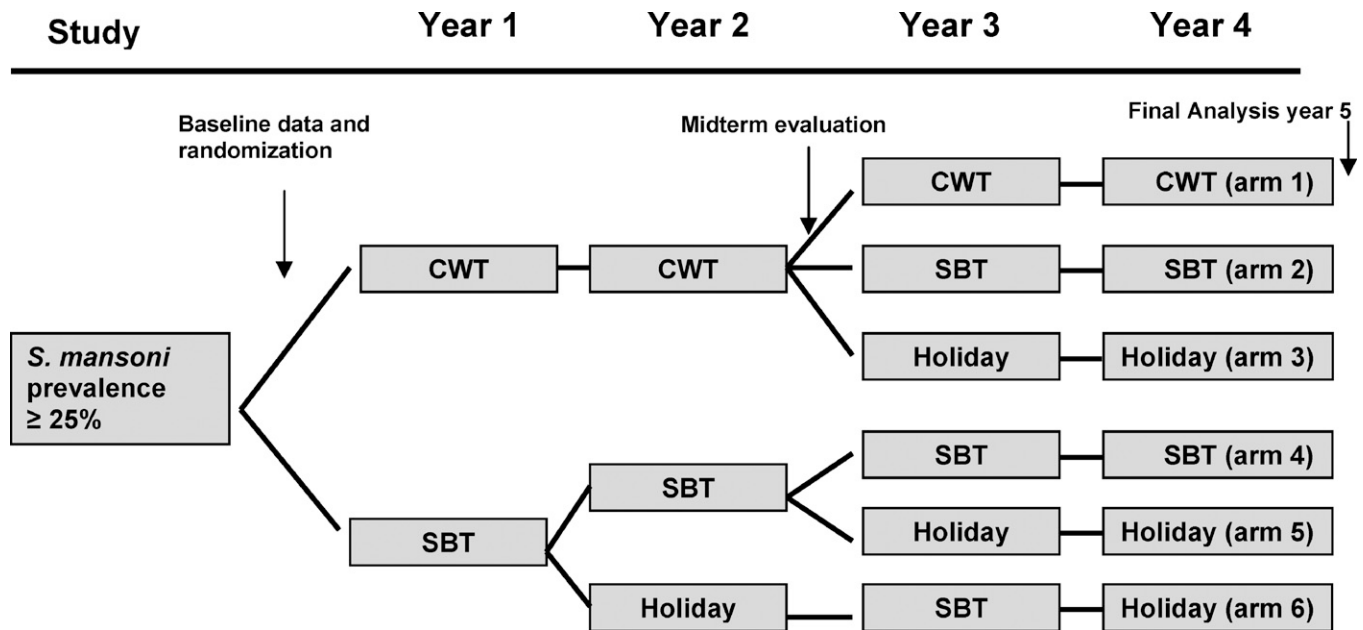 Study Year 1 Year 2 Year 3 Year 4
Baseline data and
randomization
Midterm evaluation
Final Analysis year 5
CWT CWT (arm 1)
CWT CWT SBT SBT (arm 2)
Holiday Holiday (arm 3)
S. mansoni
prevalence
≥ 25%
SBT SBT SBT (arm 4)
SBT Holiday Holiday (arm 5)
Holiday SBT Holiday (arm 6)